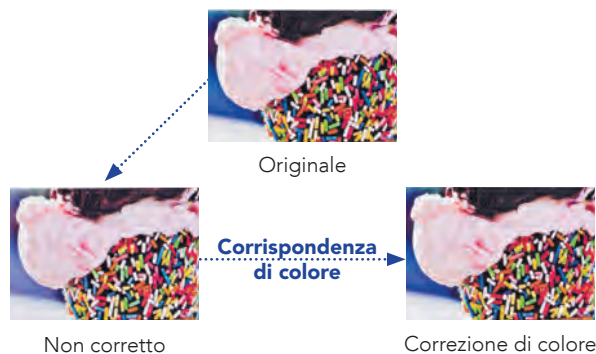 Originale
Corrispondenza
di colore
Non corretto
Correzione di colore